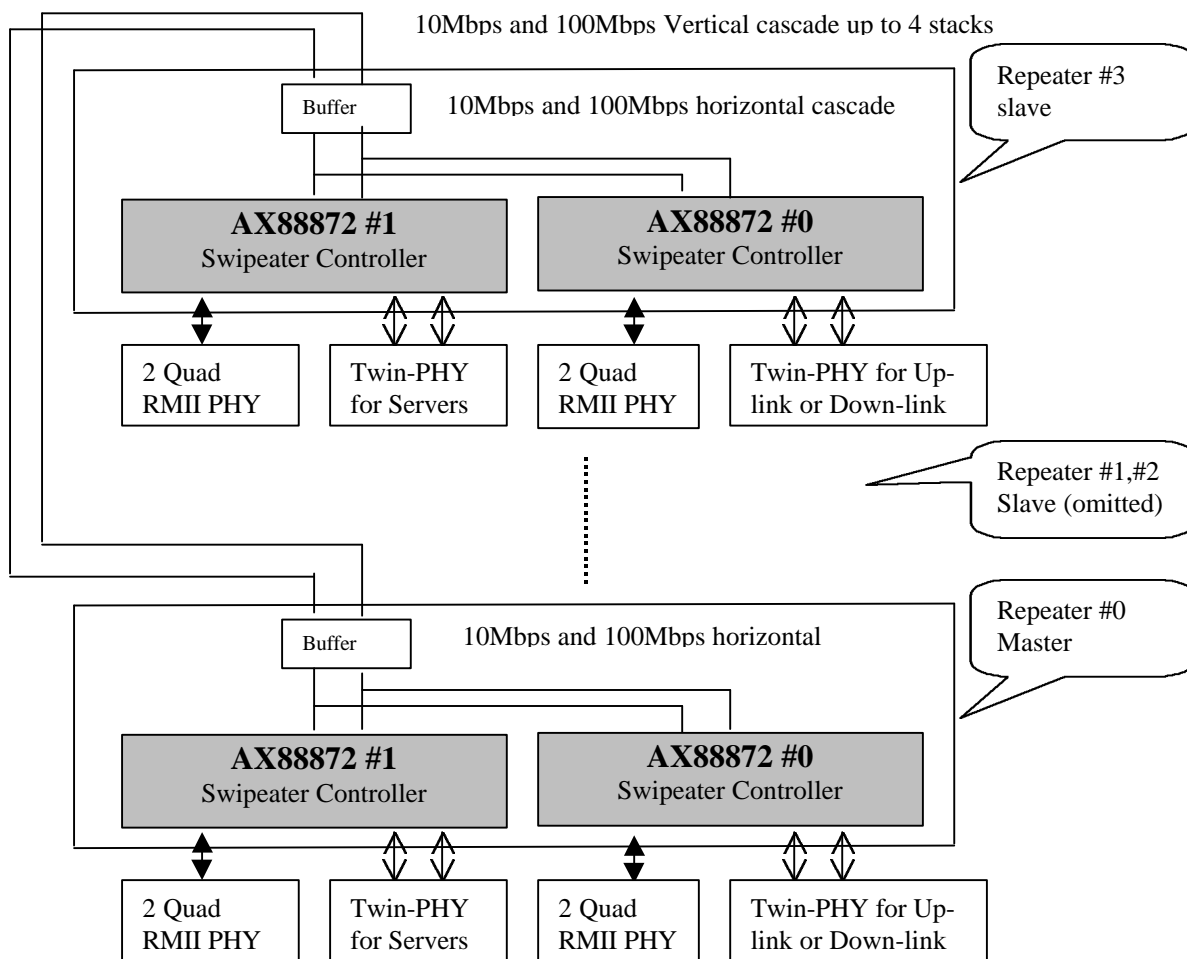 10Mbps and 100Mbps Vertical cascade up to 4 stacks
Repeater #3
slave
Buffer
10Mbps and 100Mbps horizontal cascade
AX88872 #1
Swipeater Controller
AX88872 #0
Swipeater Controller
2 Quad
RMII PHY
Twin-PHY
for Servers
2 Quad
RMII PHY
Twin-PHY for Up-
link or Down-link
Repeater #1,#2
Slave (omitted)
Repeater #0
Master
Buffer
10Mbps and 100Mbps horizontal
AX88872 #1
Swipeater Controller
AX88872 #0
Swipeater Controller
2 Quad
RMII PHY
Twin-PHY
for Servers
2 Quad
RMII PHY
Twin-PHY for Up-
link or Down-link